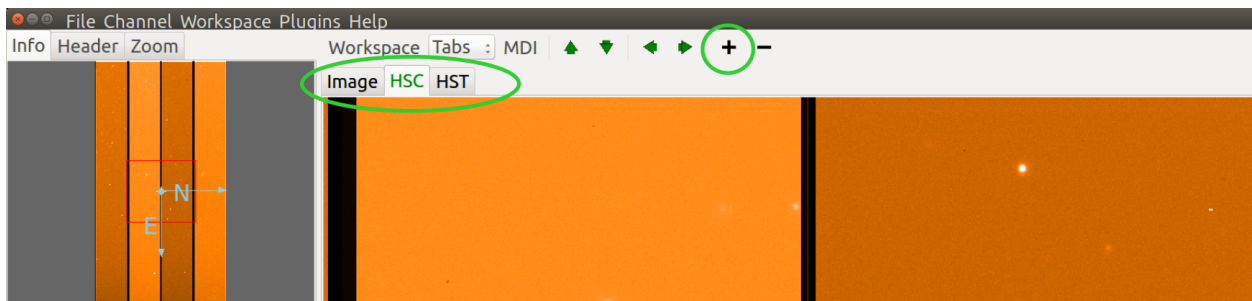 File Channel Workspace Plugins Help
Info Header Zoom
Workspace Tabs MDI
Image HSC HST
N
E